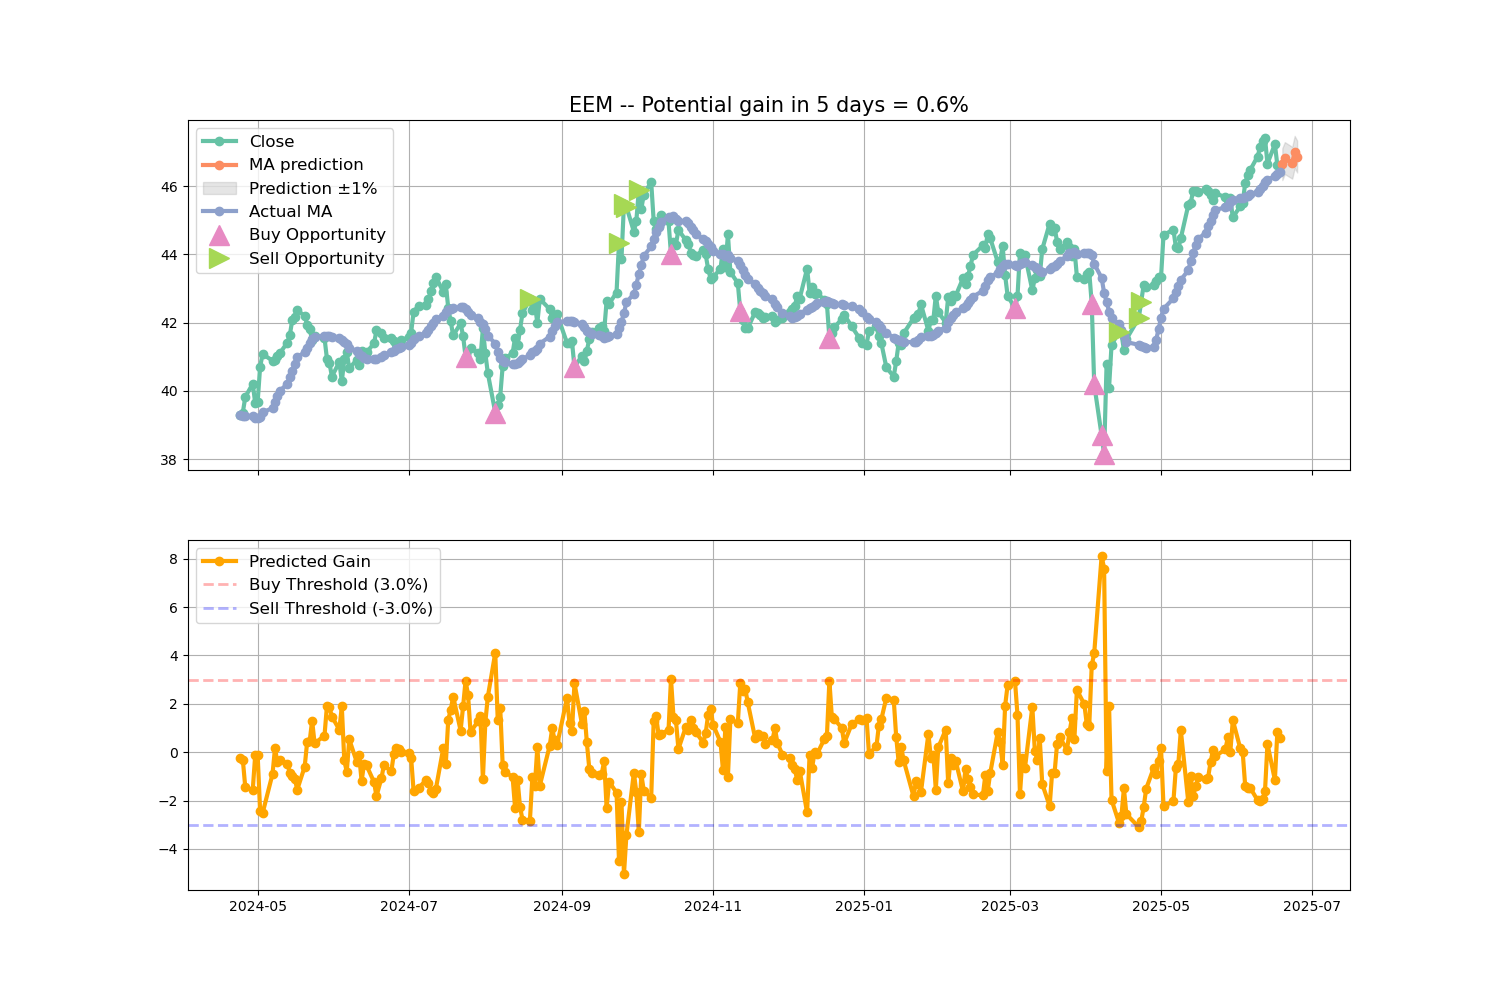 EEM -- Potential gain in 5 days = 0.6%
Close
MA prediction
Prediction ±1%
Actual MA
Buy Opportunity
Sell Opportunity
46
44
42
40
38
Predicted Gain
Buy Threshold (3.0%)
Sell Threshold (-3.0%)
8
6
4
2
0
−2
−4
2024-05 2024-07 2024-09 2024-11 2025-01 2025-03 2025-05 2025-07